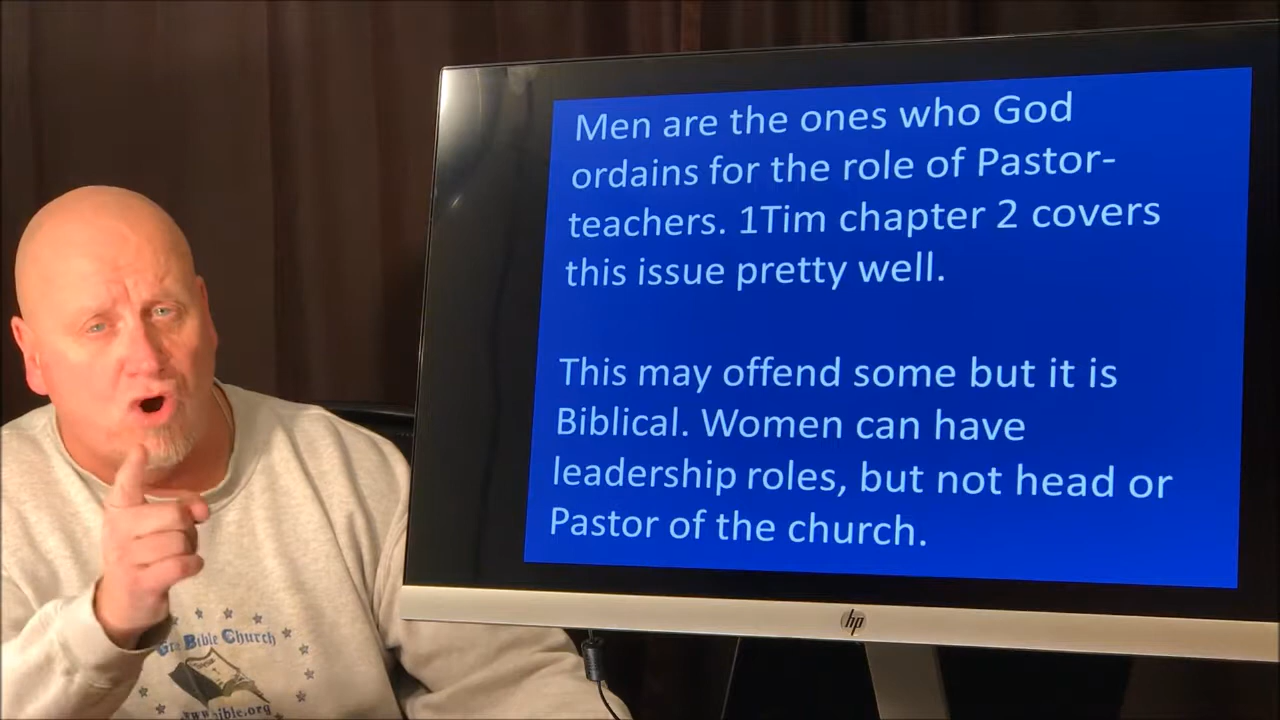 Men are the ones who God
ordains for the role of Pastor-
teachers. 1Tim chapter 2 covers
this issue pretty well.
This may offend some but it is
Biblical. Women can have
leadership roles, but not head or
Pastor of the church.
hp
Bible Church